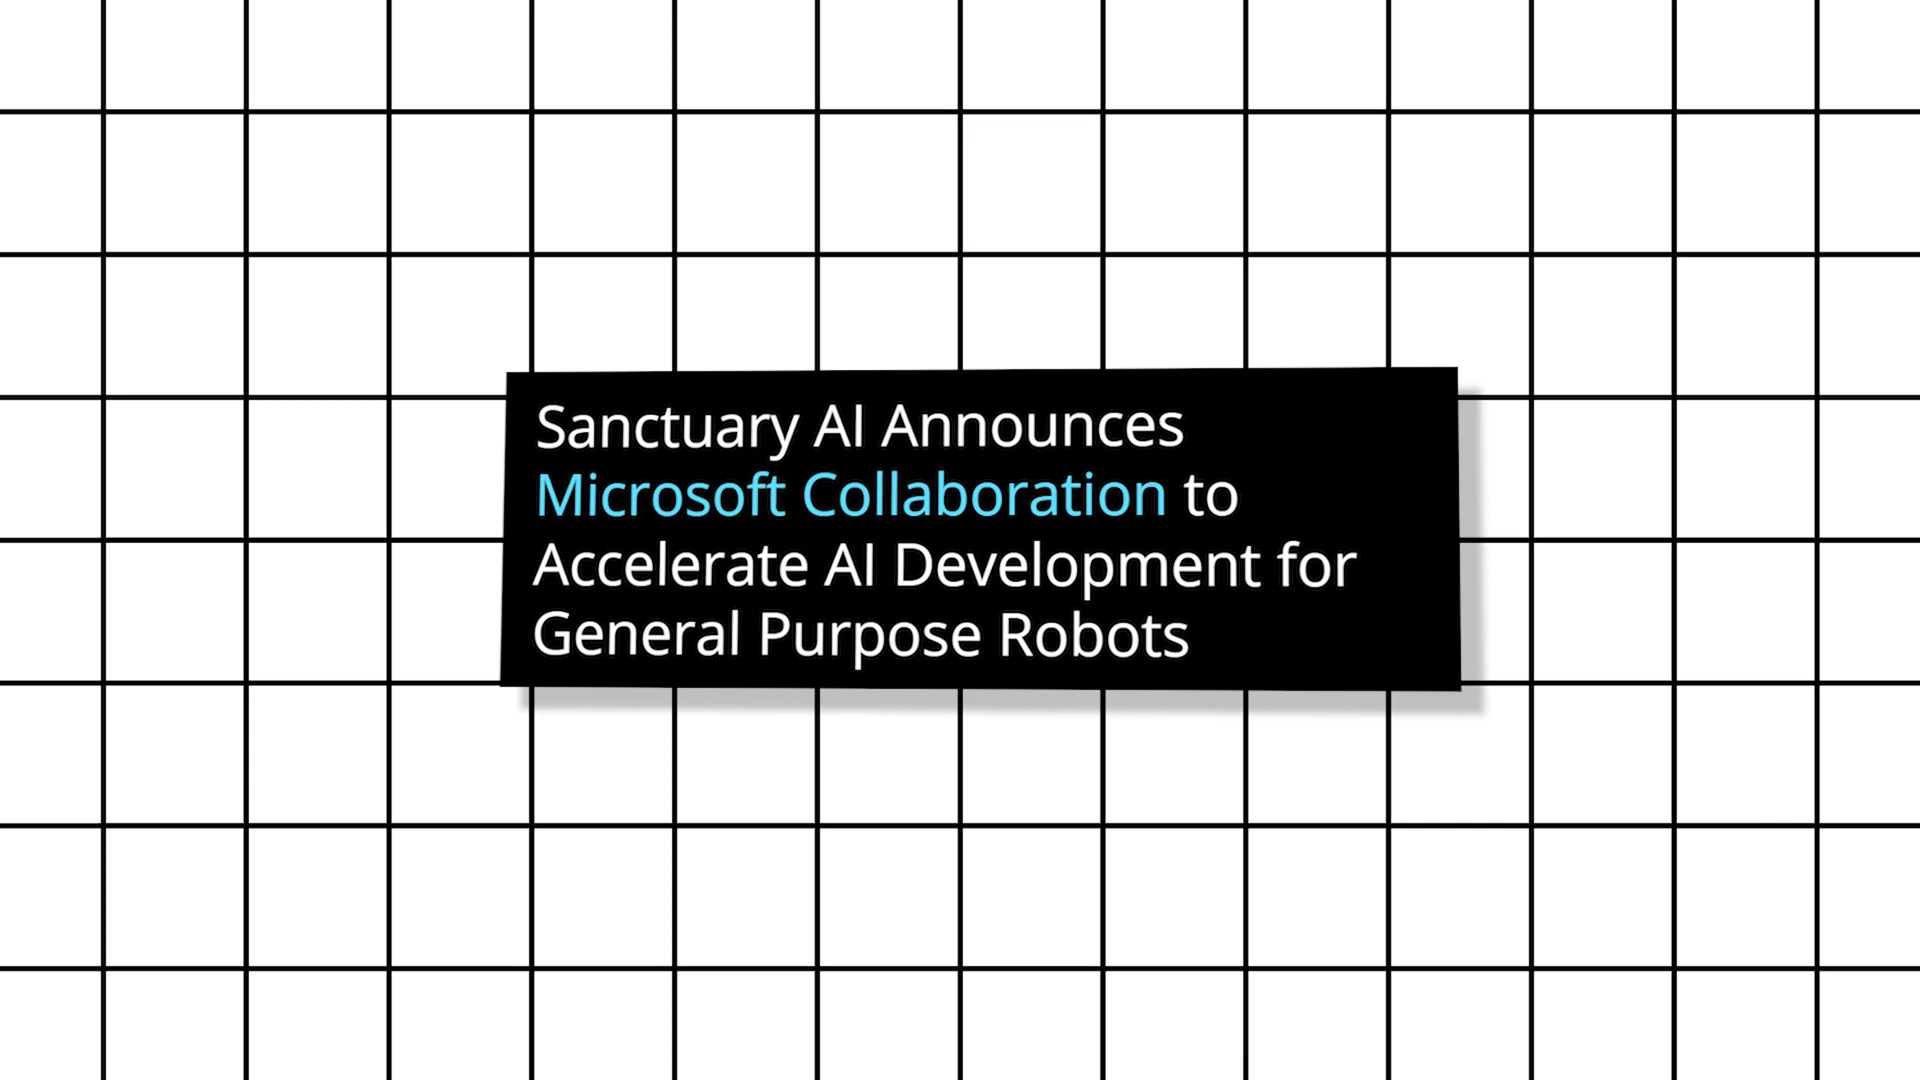 Sanctuary AI Announces
Microsoft Collaboration to
Accelerate AI Development for
General Purpose Robots